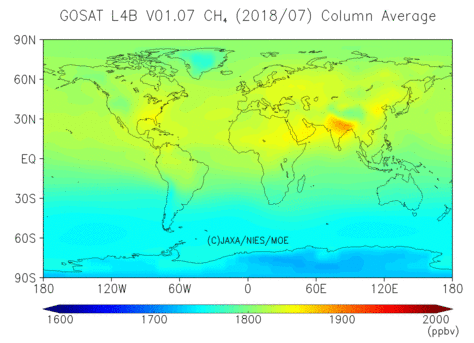 GOSAT L4B V01.07 CH₄ (2018/07) Column Average
90N
60N
30N
EQ
30S
60S
90S
(C)JAXA/NIES/MOE
180 120W 60W 0 60E 120E 180
1600 1700 1800 1900 2000
(ppbv)